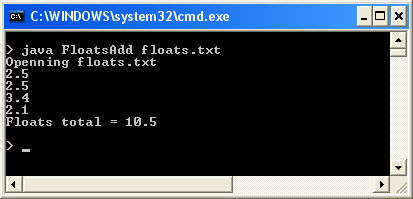 C:\WINDOWS\system32\cmd.exe
> java FloatsAdd floats.txt
Openning floats.txt
2.5
2.5
3.4
2.1
Floats total = 10.5
> _